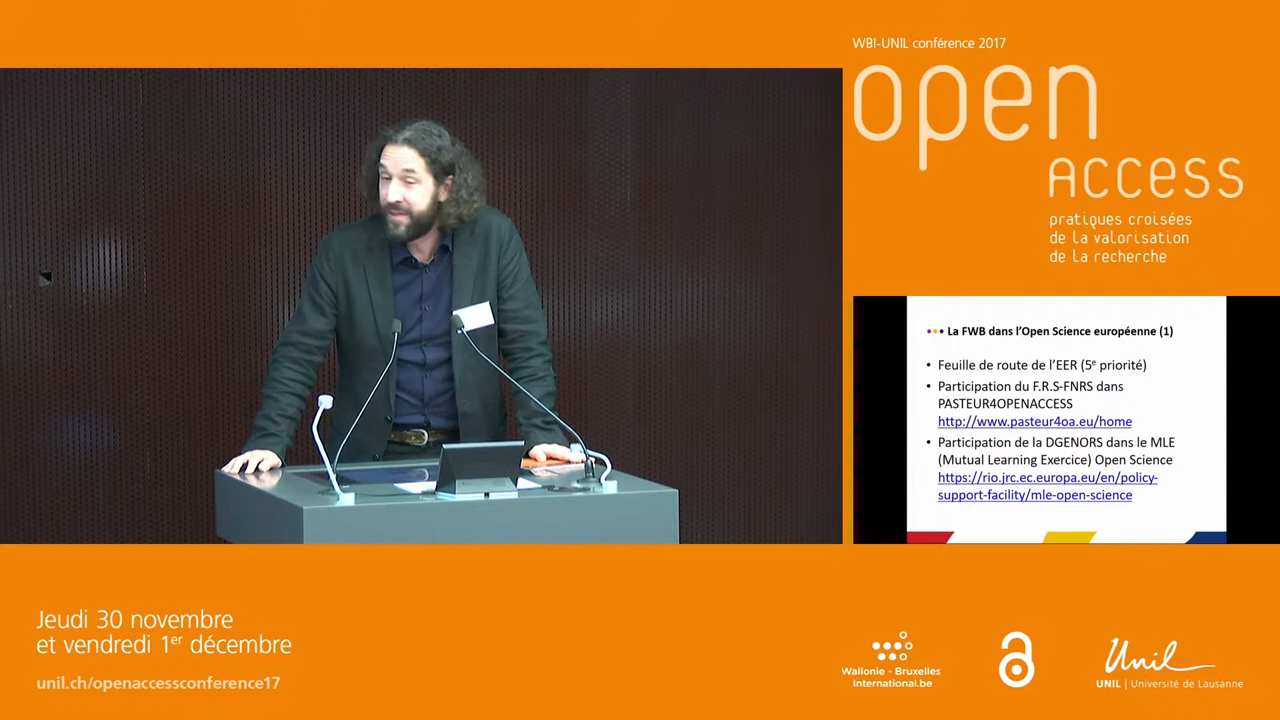 WBI-UNIL conférence 2017
open
access
pratiques croisées
de la valorisation
de la recherche
••• La FWB dans l'Open Science européenne (1)
• Feuille de route de l'EER (5e priorité)
• Participation du F.R.S-FNRS dans
PASTEUR4OPENACCESS
http://www.pasteur4oa.eu/home
• Participation de la DGENORS dans le MLE
(Mutual Learning Exercice) Open Science
https://rio.jrc.ec.europa.eu/en/policy-
support-facility/mle-open-science
Jeudi 30 novembre
et vendredi 1er décembre
unil.ch/openaccessconference17
Wallonie - Bruxelles
International.be
Unil
UNIL | Université de Lausanne